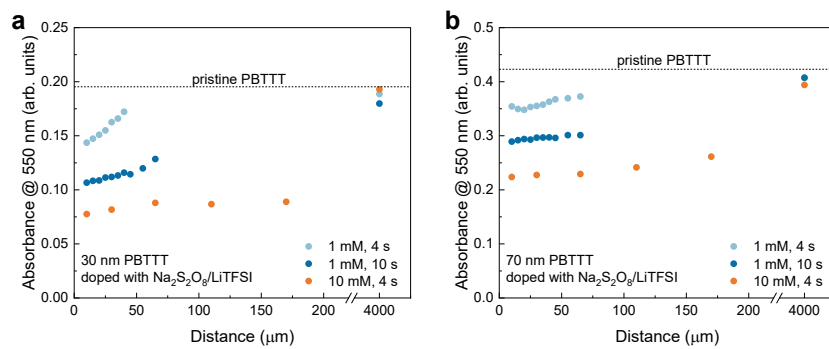 a
Absorbance @ 550 nm (arb. units)
0.25
0.20
0.15
0.10
0.05
0.00
pristine PBTTT
30 nm PBTTT
doped with Na₂S₂O₈/LiTFSI
1 mM, 4 s
1 mM, 10 s
10 mM, 4 s
0 50 100 150 200 4000
Distance (μm)
b
Absorbance @ 550 nm (arb. units)
0.5
0.4
0.3
0.2
0.1
0
pristine PBTTT
70 nm PBTTT
doped with Na₂S₂O₈/LiTFSI
1 mM, 4 s
1 mM, 10 s
10 mM, 4 s
0 50 100 150 200 4000
Distance (μm)